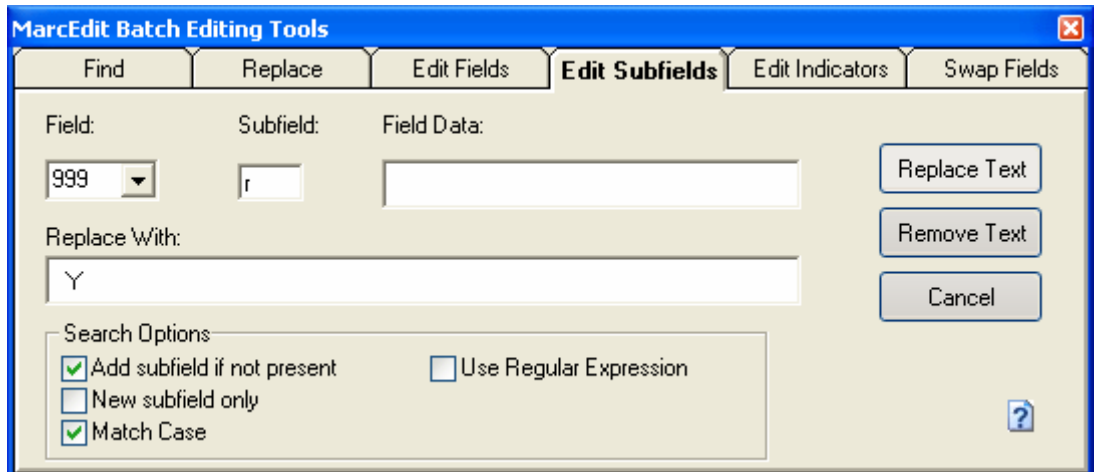 MarcEdit Batch Editing Tools
Find Replace Edit Fields Edit Subfields Edit Indicators Swap Fields
Field: Subfield: Field Data:
999 r
Replace Text
Replace With:
Remove Text
Y
Cancel
Search Options
Add subfield if not present Use Regular Expression
New subfield only
Match Case
?